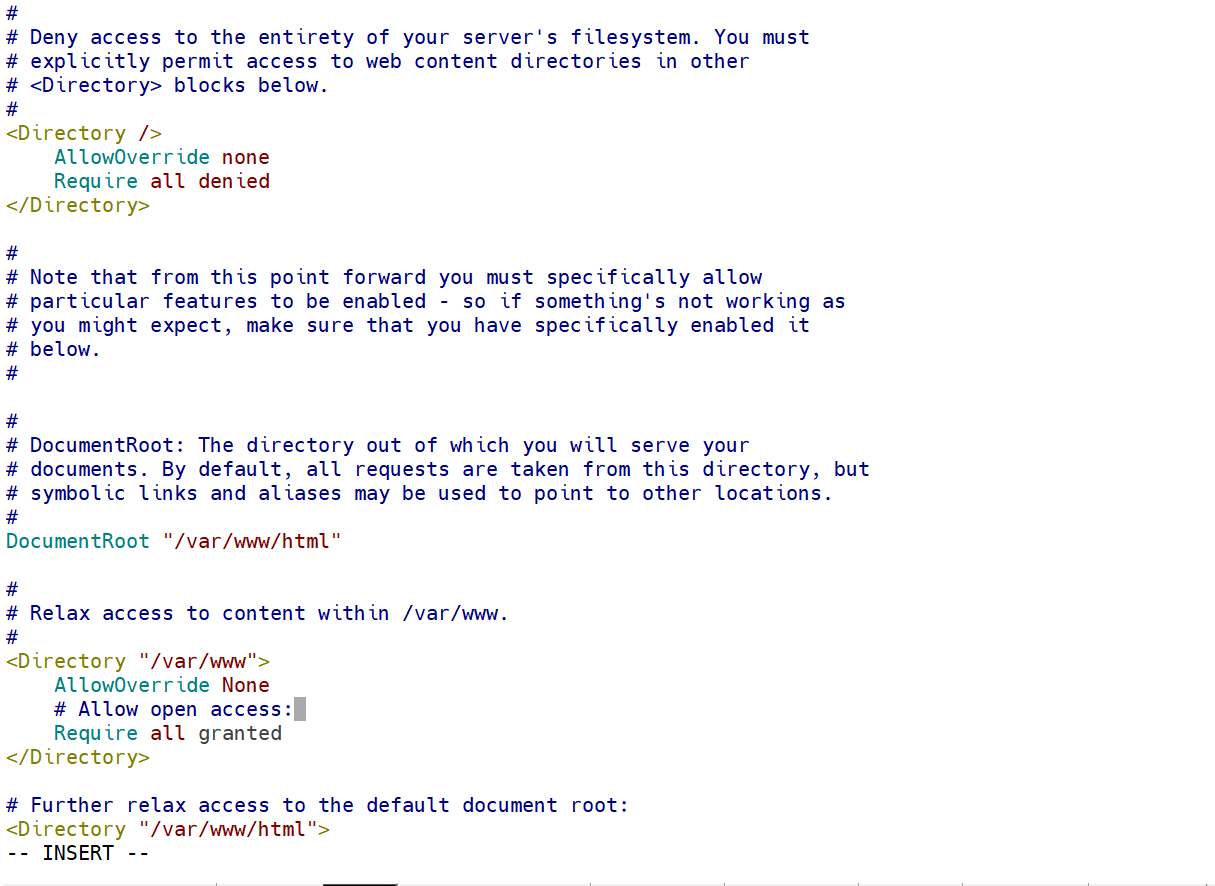 #
# Deny access to the entirety of your server's filesystem. You must
# explicitly permit access to web content directories in other
# <Directory> blocks below.
#
<Directory />
    AllowOverride none
    Require all denied
</Directory>

#
# Note that from this point forward you must specifically allow
# particular features to be enabled - so if something's not working as
# you might expect, make sure that you have specifically enabled it
# below.
#

#
# DocumentRoot: The directory out of which you will serve your
# documents. By default, all requests are taken from this directory, but
# symbolic links and aliases may be used to point to other locations.
#
DocumentRoot "/var/www/html"

#
# Relax access to content within /var/www.
#
<Directory "/var/www">
    AllowOverride None
    # Allow open access:
    Require all granted
</Directory>

# Further relax access to the default document root:
<Directory "/var/www/html">
-- INSERT --